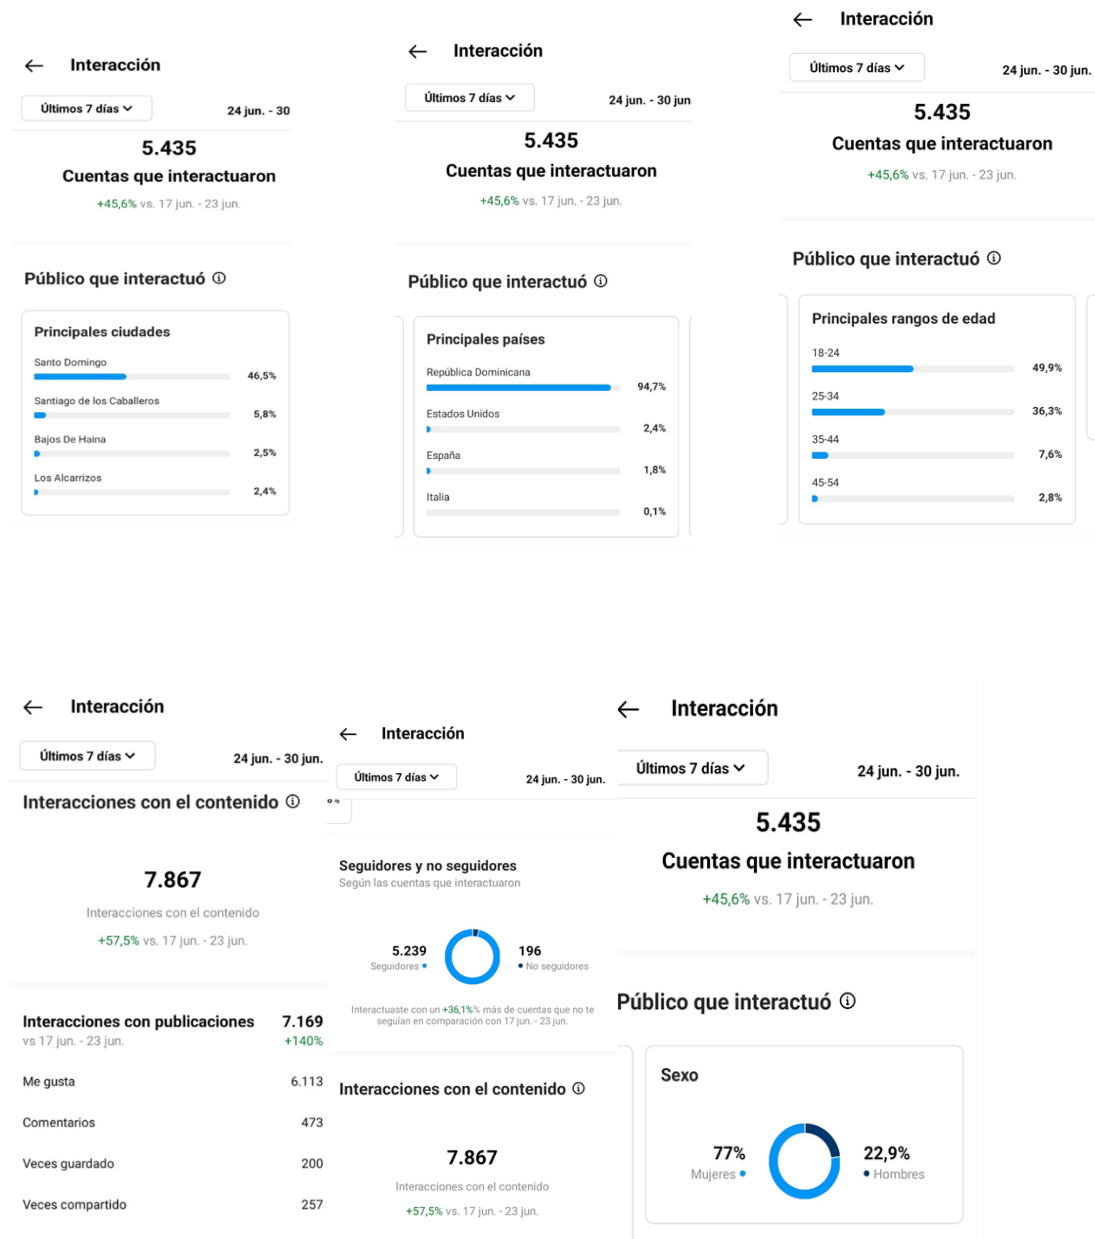 Interacción
Últimos 7 días
24 jun. - 30
5.435
Cuentas que interactuaron
+45,6% vs. 17 jun. - 23 jun.
Público que interactuó
Principales ciudades
Santo Domingo
46,5%
Santiago de los Caballeros
5,8%
Bajos De Haina
2,5%
Los Alcarrizos
2,4%
Interacción
Últimos 7 días
24 jun. - 30 jun
5.435
Cuentas que interactuaron
+45,6% vs. 17 jun. - 23 jun.
Público que interactuó
Principales países
República Dominicana
94,7%
Estados Unidos
2,4%
España
1,8%
Italia
0,1%
Interacción
Últimos 7 días
24 jun. - 30 jun.
5.435
Cuentas que interactuaron
+45,6% vs. 17 jun. - 23 jun.
Público que interactuó
Principales rangos de edad
18-24
49,9%
25-34
36,3%
35-44
7,6%
45-54
2,8%
Interacción
Últimos 7 días
24 jun. - 30 jun.
Interacciones con el contenido
7.867
Interacciones con el contenido
+57,5% vs. 17 jun. - 23 jun.
Interacciones con publicaciones 7.169
vs 17 jun. - 23 jun. +140%
Me gusta 6.113
Comentarios 473
Veces guardado 200
Veces compartido 257
Interacción
Últimos 7 días
24 jun. - 30 jun.
Seguidores y no seguidores
Según las cuentas que interactuaron
5.239
Seguidores
196
No seguidores
Interactuaste con un +36,1%% más de cuentas que no te
seguían en comparación con 17 jun. - 23 jun.
Interacciones con el contenido
7.867
Interacciones con el contenido
+57,5% vs. 17 jun. - 23 jun.
Interacción
Últimos 7 días
24 jun. - 30 jun.
5.435
Cuentas que interactuaron
+45,6% vs. 17 jun. - 23 jun.
Público que interactuó
Sexo
77%
Mujeres
22,9%
Hombres